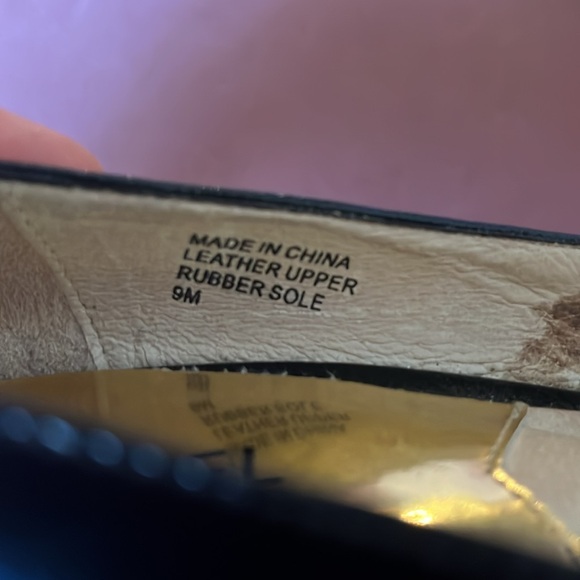 MADE IN CHINA
LEATHER UPPER
RUBBER SOLE
9M